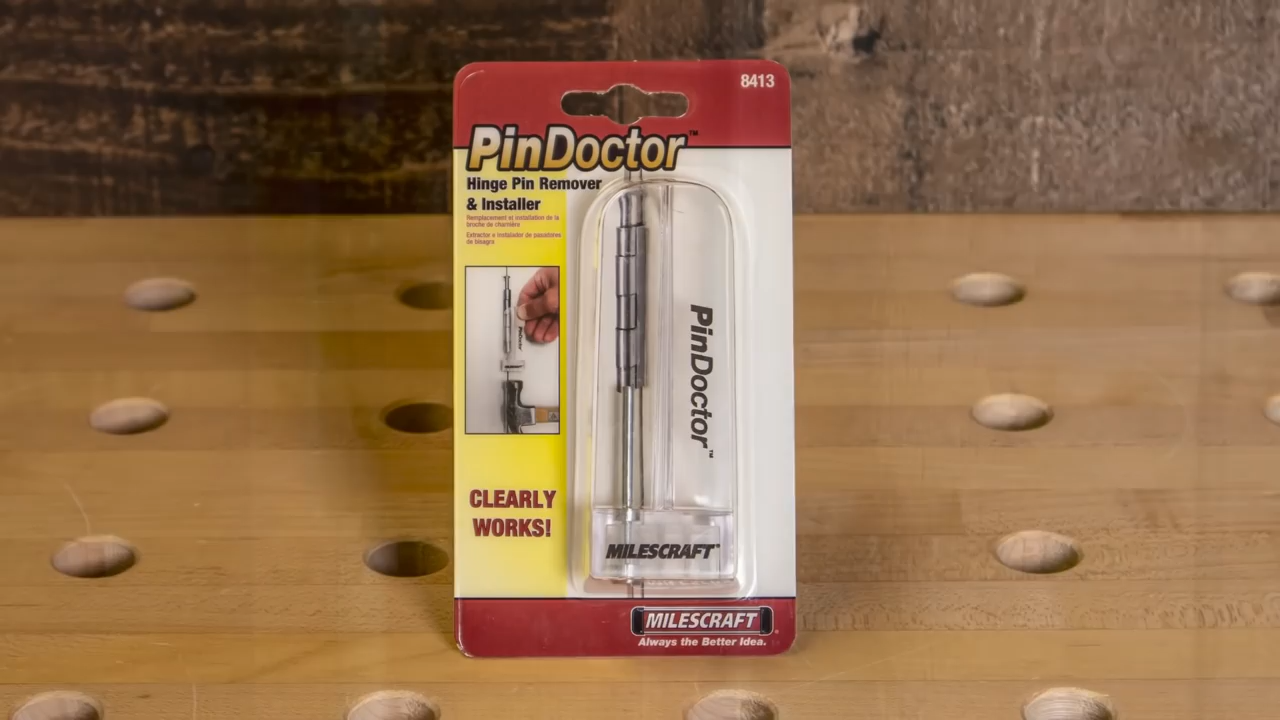 8413
PinDoctor™
Hinge Pin Remover
& Installer
Remplacement et installation de la
broche de charnière
Extractor e instalador de pasadores
de bisagra
PinDoctor
PinDoctor™
CLEARLY
WORKS!
MILESCRAFT™
MILESCRAFT®
Always the Better Idea.